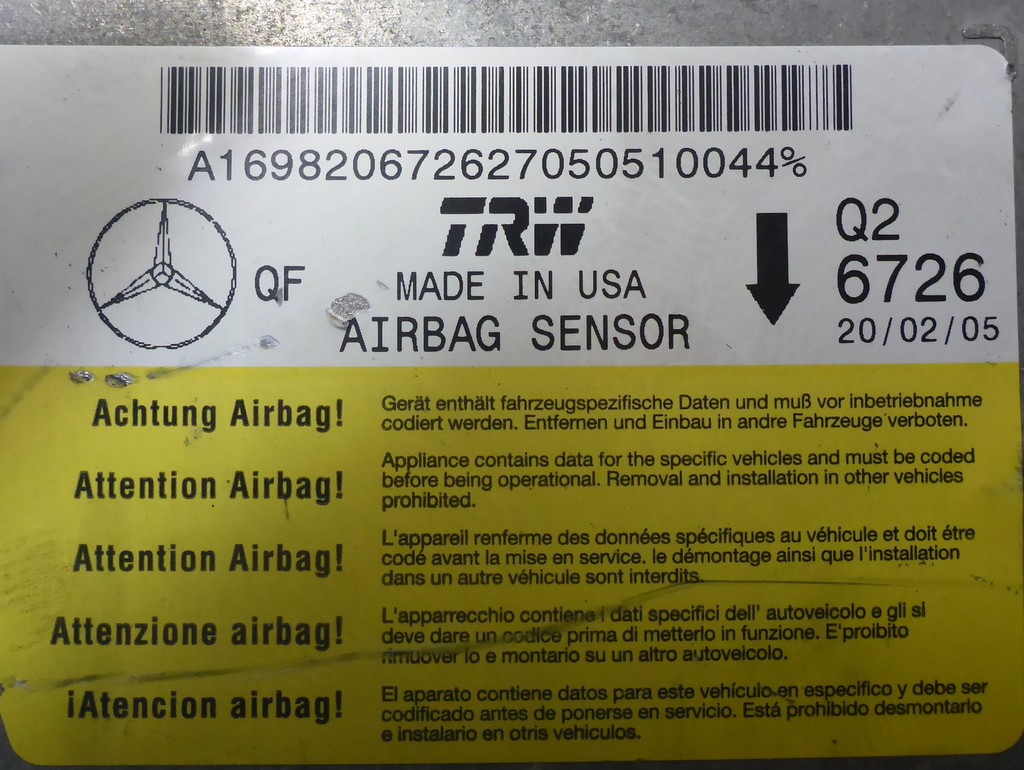 A1698206726270505100​44%
QF
TRW
MADE IN USA
AIRBAG SENSOR
Q2
6726
20/02/05
Achtung Airbag!
Gerät enthält fahrzeugspezifische Daten und muß vor inbetriebnahme
codiert werden. Entfernen und Einbau in andre Fahrzeuge verboten.
Attention Airbag!
Appliance contains data for the specific vehicles and must be coded
before being operational. Removal and installation in other vehicles
prohibited.
Attention Airbag!
L'appareil renferme des données spécifiques au véhicule et doit étre
codé avant la mise en service. le démontage ainsi que l'installation
dans un autre véhicule sont interdits.
Attenzione airbag!
L'apparrecchio contiene i dati specifici dell' autoveicolo e gli si
deve dare un codice prima di metterlo in funzione. E'proibito
rimuover lo e montario su un altro autoveicolo.
¡Atencion airbag!
El aparato contiene datos para este vehículo en especifico y debe ser
codificado antes de ponerse en servicio. Está prohibido desmontarlo
e instalario en otris vehiculos.